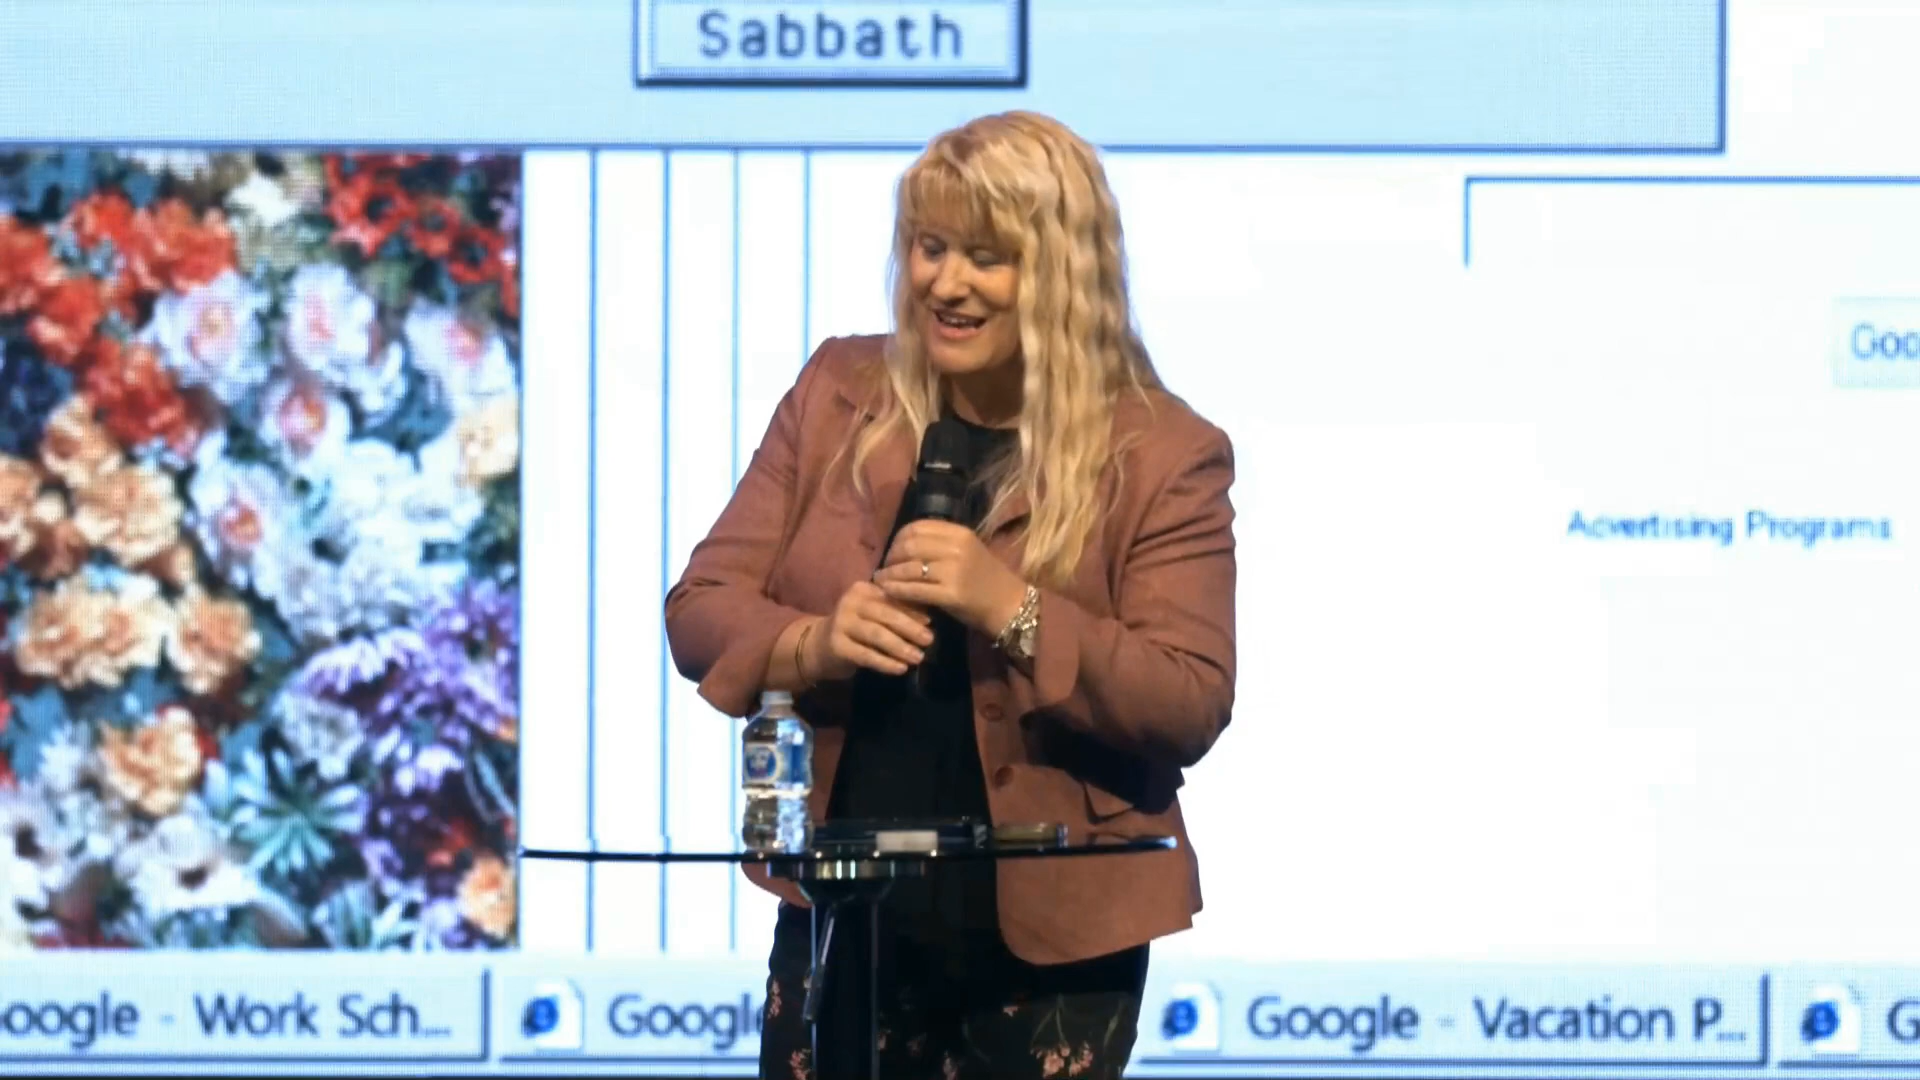 Sabbath
Goo
Advertising Programs
oogle - Work Sch...
Google
Google - Vacation P...
G